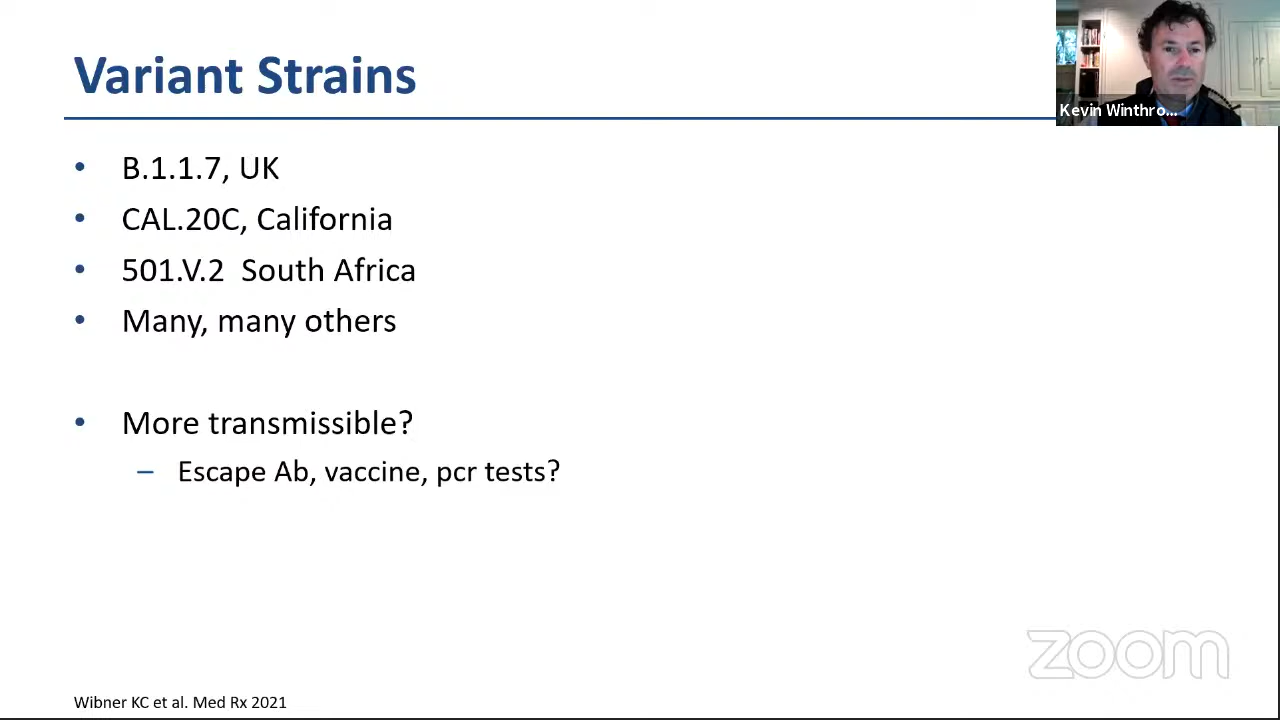 Variant Strains
Kevin Winthro...
• B.1.1.7, UK
• CAL.20C, California
• 501.V.2 South Africa
• Many, many others
• More transmissible?
– Escape Ab, vaccine, pcr tests?
zoom
Wibner KC et al. Med Rx 2021